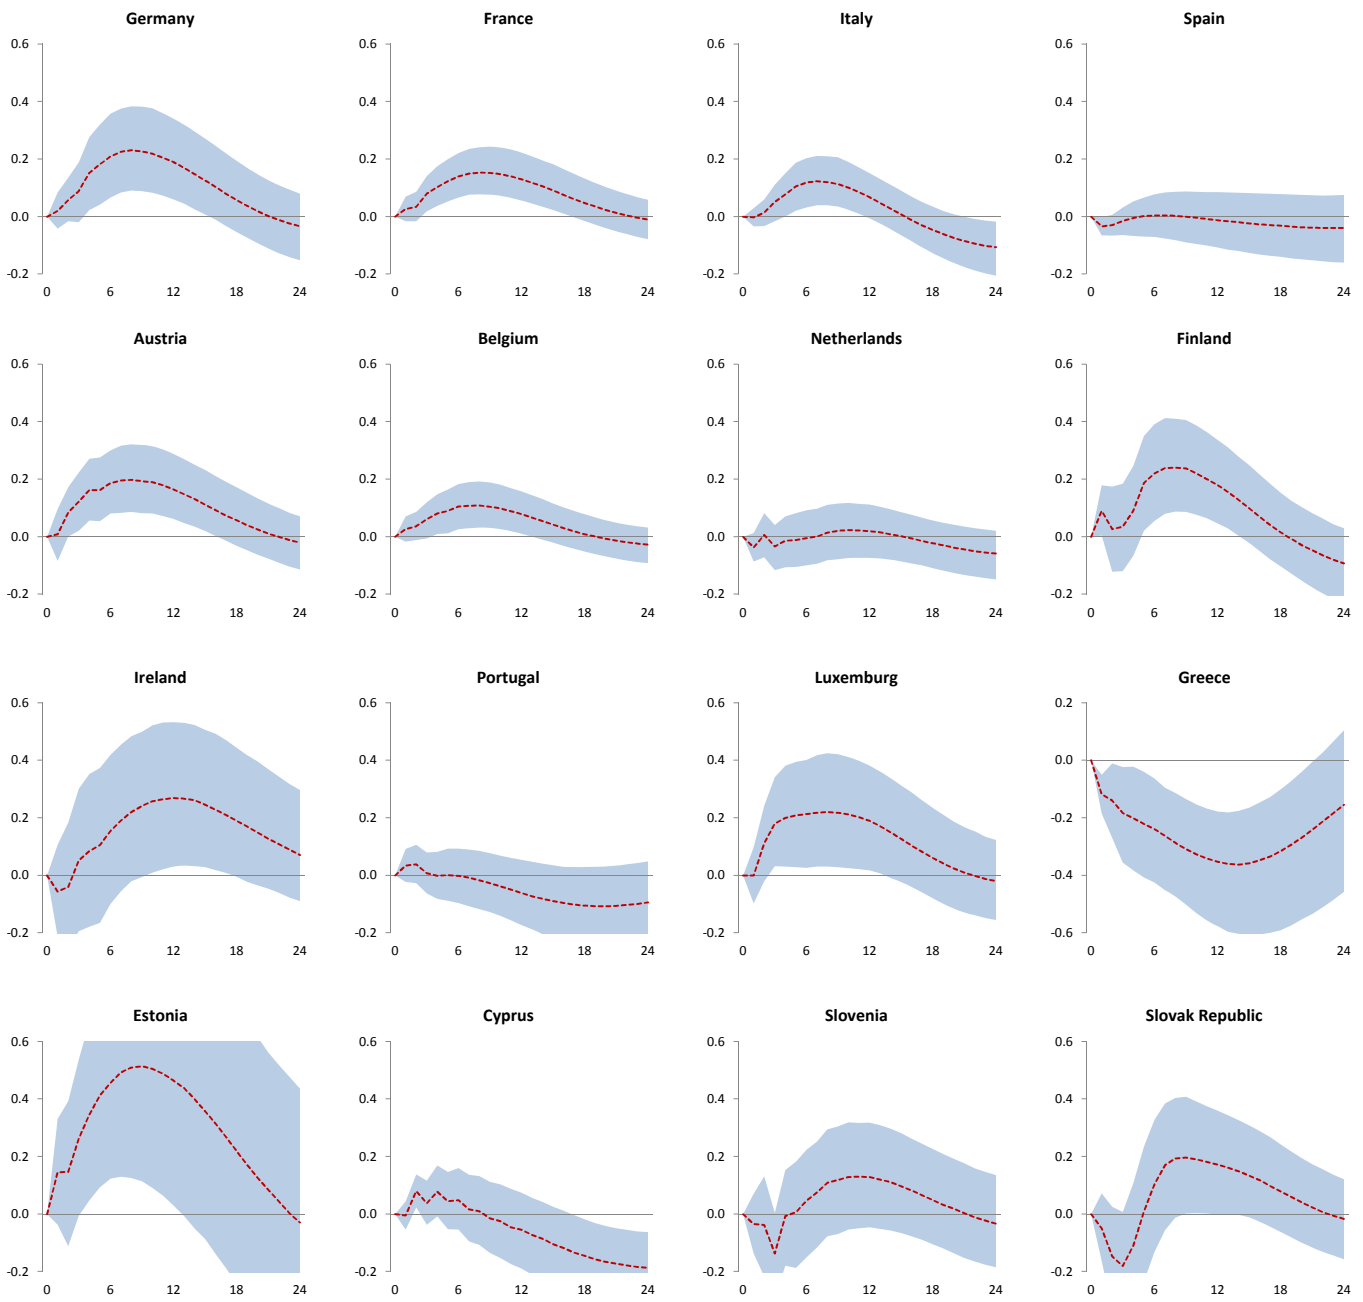 Germany France Italy Spain
0.6 0.6 0.6 0.6
0.4 0.4 0.4 0.4
0.2 0.2 0.2 0.2
0.0 0.0 0.0 0.0
-0.2 -0.2 -0.2 -0.2
0 6 12 18 24 0 6 12 18 24 0 6 12 18 24 0 6 12 18 24
Austria Belgium Netherlands Finland
0.6 0.6 0.6 0.6
0.4 0.4 0.4 0.4
0.2 0.2 0.2 0.2
0.0 0.0 0.0 0.0
-0.2 -0.2 -0.2 -0.2
0 6 12 18 24 0 6 12 18 24 0 6 12 18 24 0 6 12 18 24
Ireland Portugal Luxemburg Greece
0.6 0.6 0.6 0.2
0.4 0.4 0.4 0.0
0.2 0.2 0.2 -0.2
0.0 0.0 0.0 -0.4
-0.2 -0.2 -0.2 -0.6
0 6 12 18 24 0 6 12 18 24 0 6 12 18 24 0 6 12 18 24
Estonia Cyprus Slovenia Slovak Republic
0.6 0.6 0.6 0.6
0.4 0.4 0.4 0.4
0.2 0.2 0.2 0.2
0.0 0.0 0.0 0.0
-0.2 -0.2 -0.2 -0.2
0 6 12 18 24 0 6 12 18 24 0 6 12 18 24 0 6 12 18 24